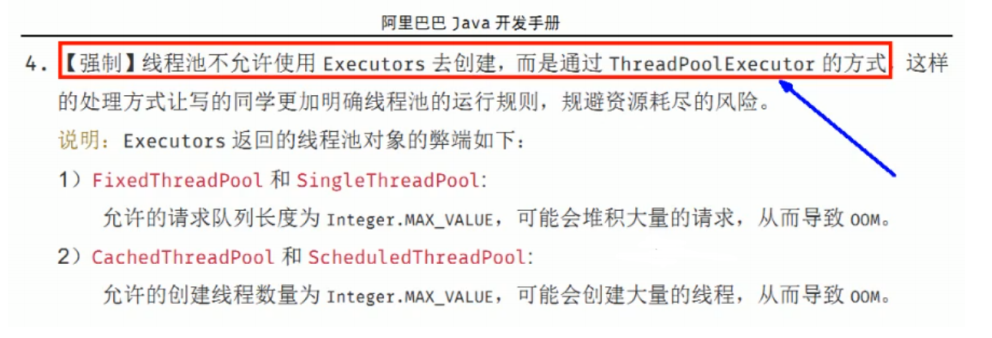 阿里巴巴 Java 开发手册
4. 【强制】线程池不允许使用 Executors 去创建，而是通过 ThreadPoolExecutor 的方式，这样
的处理方式让写的同学更加明确线程池的运行规则，规避资源耗尽的风险。
说明：Executors 返回的线程池对象的弊端如下：
1）FixedThreadPool 和 SingleThreadPool:
允许的请求队列长度为 Integer.MAX_VALUE，可能会堆积大量的请求，从而导致 OOM。
2）CachedThreadPool 和 ScheduledThreadPool:
允许的创建线程数量为 Integer.MAX_VALUE，可能会创建大量的线程，从而导致 OOM。